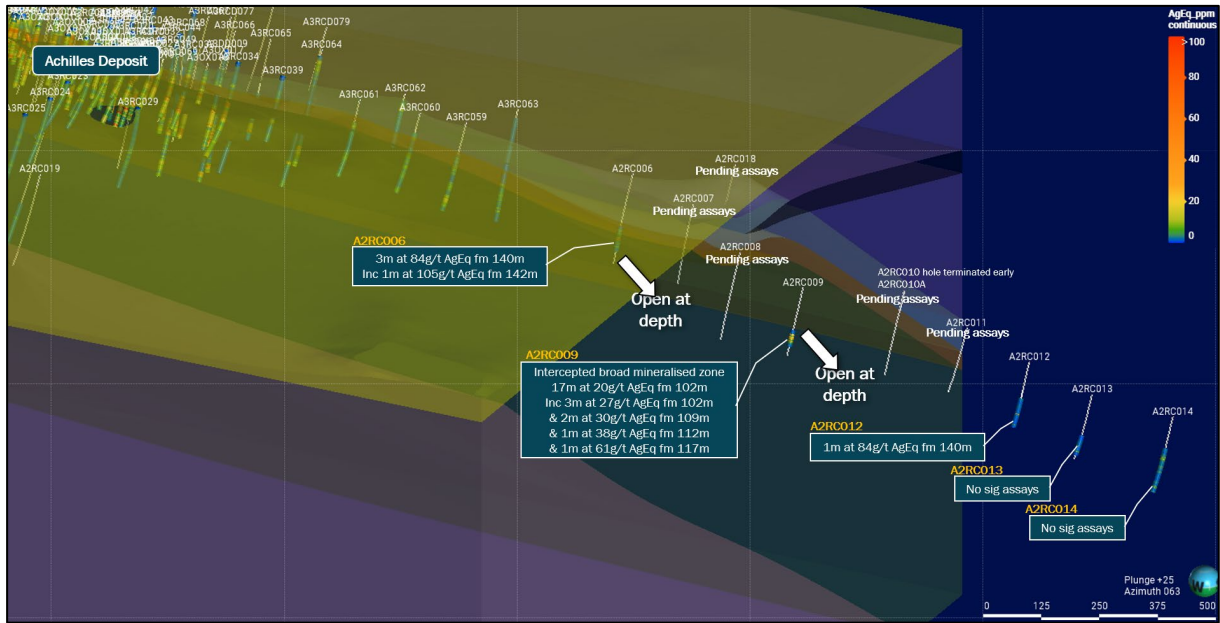 AgEq_ppm
continuous
>100
80
60
40
20
0
Achilles Deposit
A3RCD077
A3RCD079
A3RC066
A3RC065
A3RC064
A3RC034
A3RC039
A3RC023
A3RC024
A3RC025
A3RC029
A3RC061
A3RC062
A3RC060
A3RC059
A3RC063
A2RC019
A2RC006
A2RC018
Pending assays
A2RC007
Pending assays
A2RC008
Pending assays
A2RC006
3m at 84g/t AgEq fm 140m
Inc 1m at 105g/t AgEq fm 142m
Open at
depth
A2RC009
A2RC010 hole terminated early
A2RC010A
Pending assays
A2RC011
Pending assays
A2RC009
Intercepted broad mineralised zone
17m at 20g/t AgEq fm 102m
Inc 3m at 27g/t AgEq fm 102m
& 2m at 30g/t AgEq fm 109m
& 1m at 38g/t AgEq fm 112m
& 1m at 61g/t AgEq fm 117m
Open at
depth
A2RC012
A2RC013
A2RC014
A2RC012
1m at 84g/t AgEq fm 140m
A2RC013
No sig assays
A2RC014
No sig assays
Plunge +25
Azimuth 063
W
0
125
250
375
500